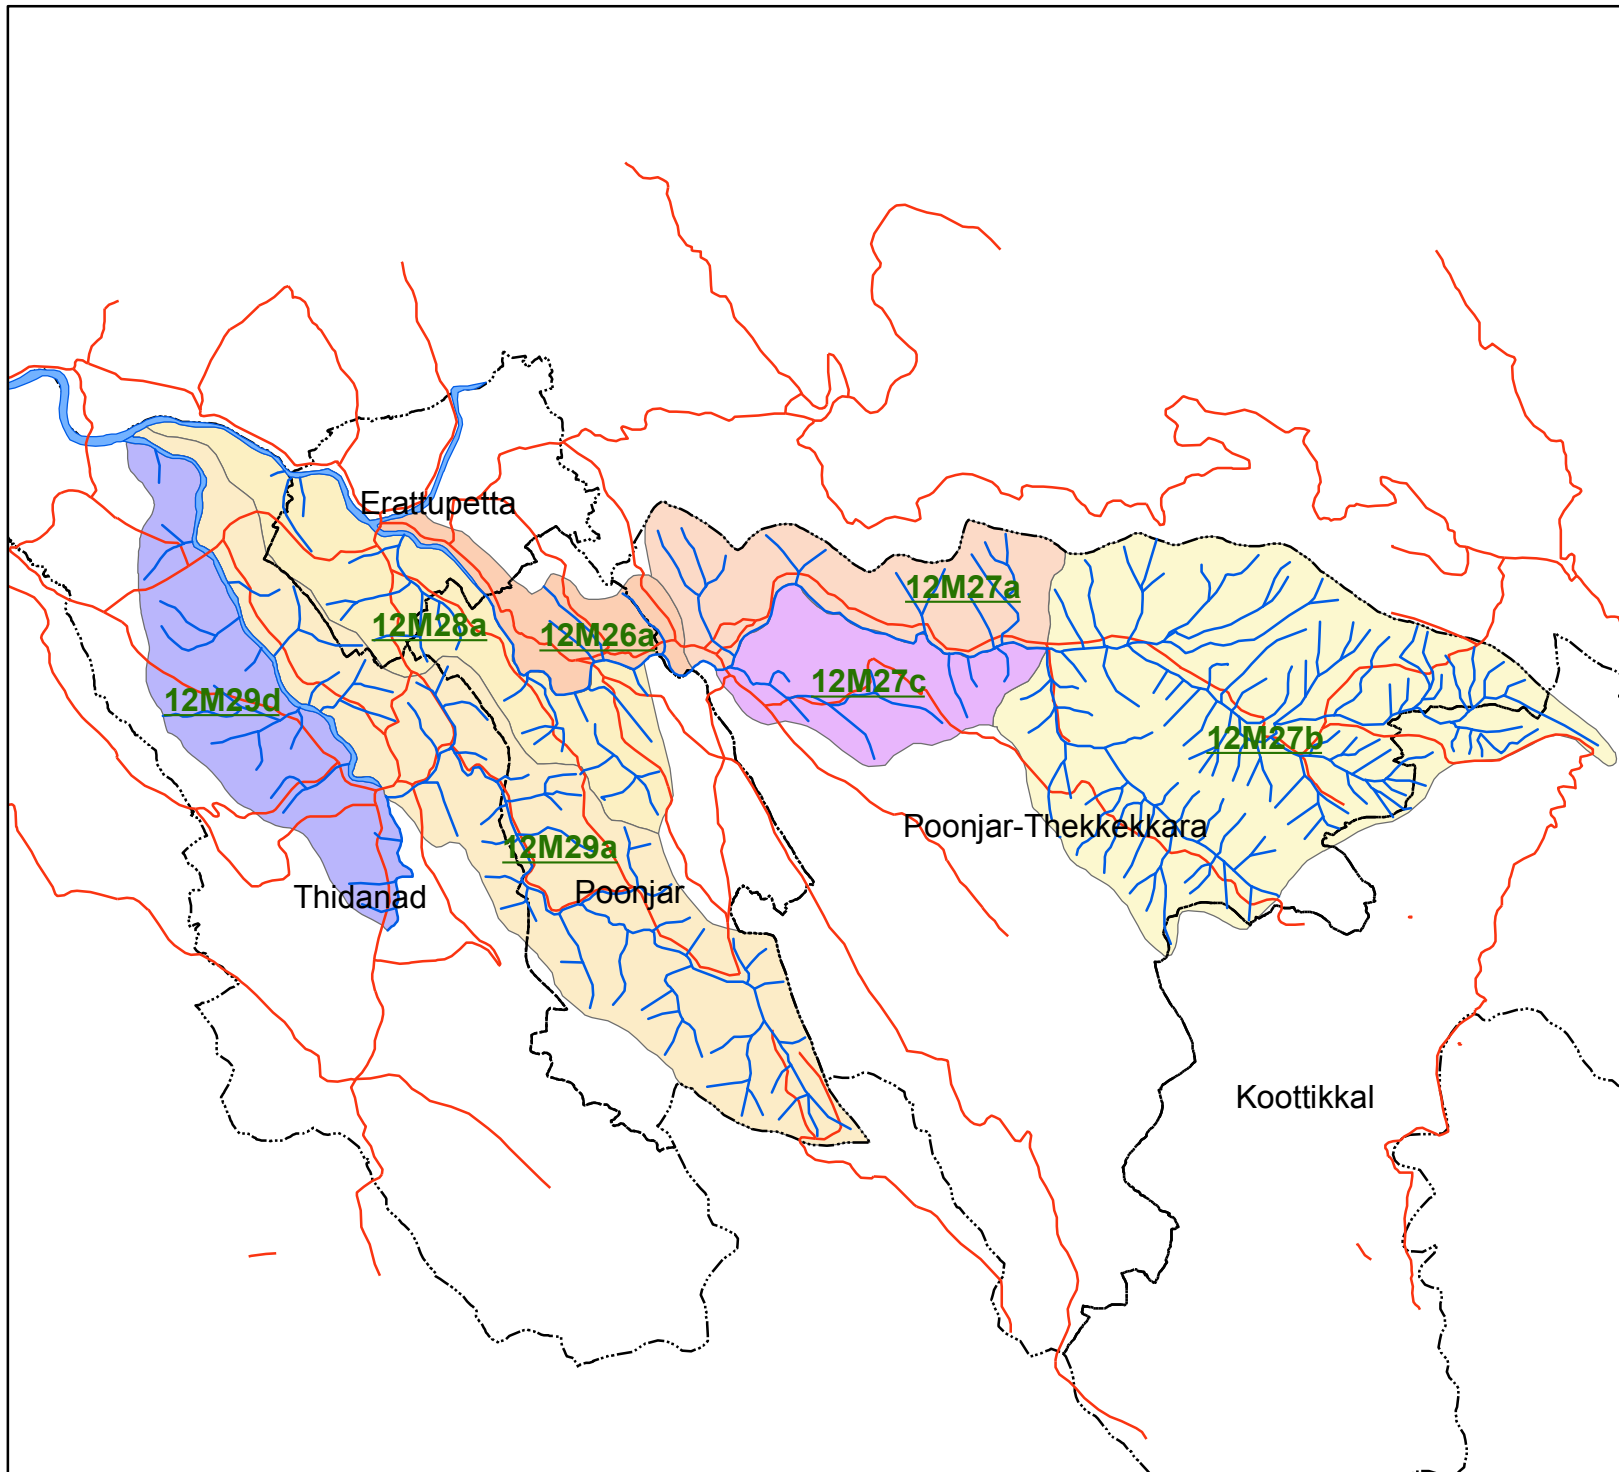 Erattupetta
12M27a
12M28a
12M26a
12M27c
12M29d
12M27b
Poonjar-Thekkekkara
12M29a
Poonjar
Thidanad
Koottikkal